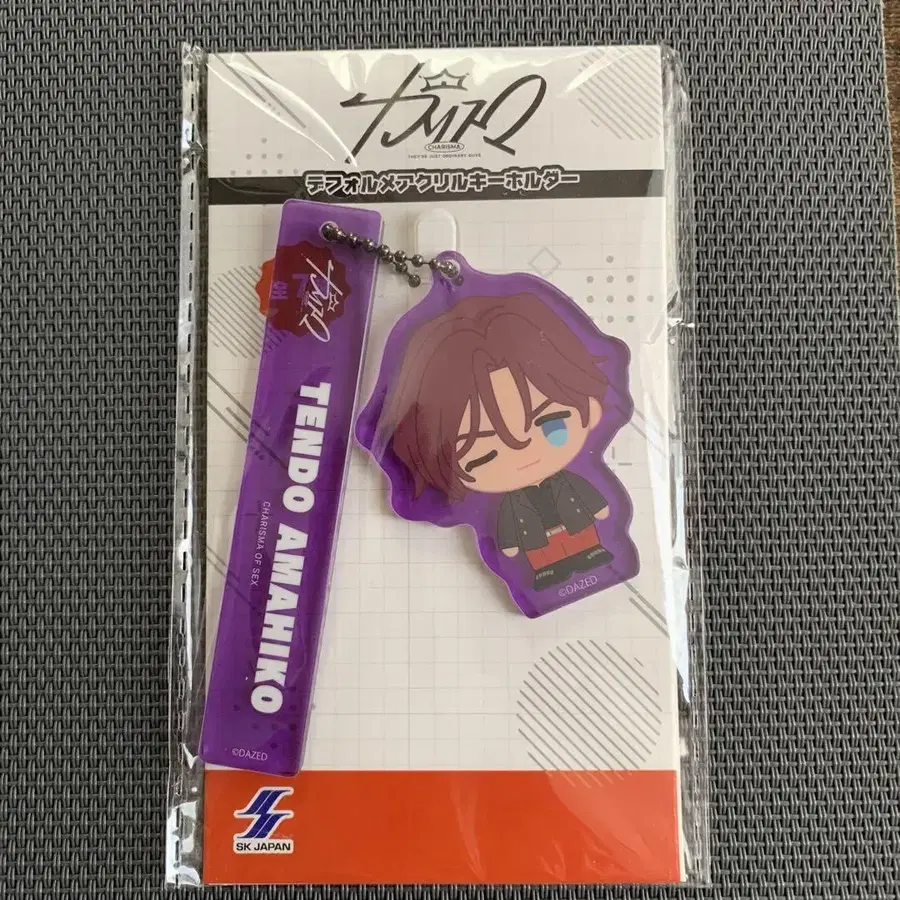 カリスマ
CHARISMA
THEY'RE JUST ORDINARY GUYS
デフォルメアクリルキーホルダー
カリスマ
TENDO AMAHIKO
CHARISMA OF SEX
©DAZED
©DAZED
SK JAPAN